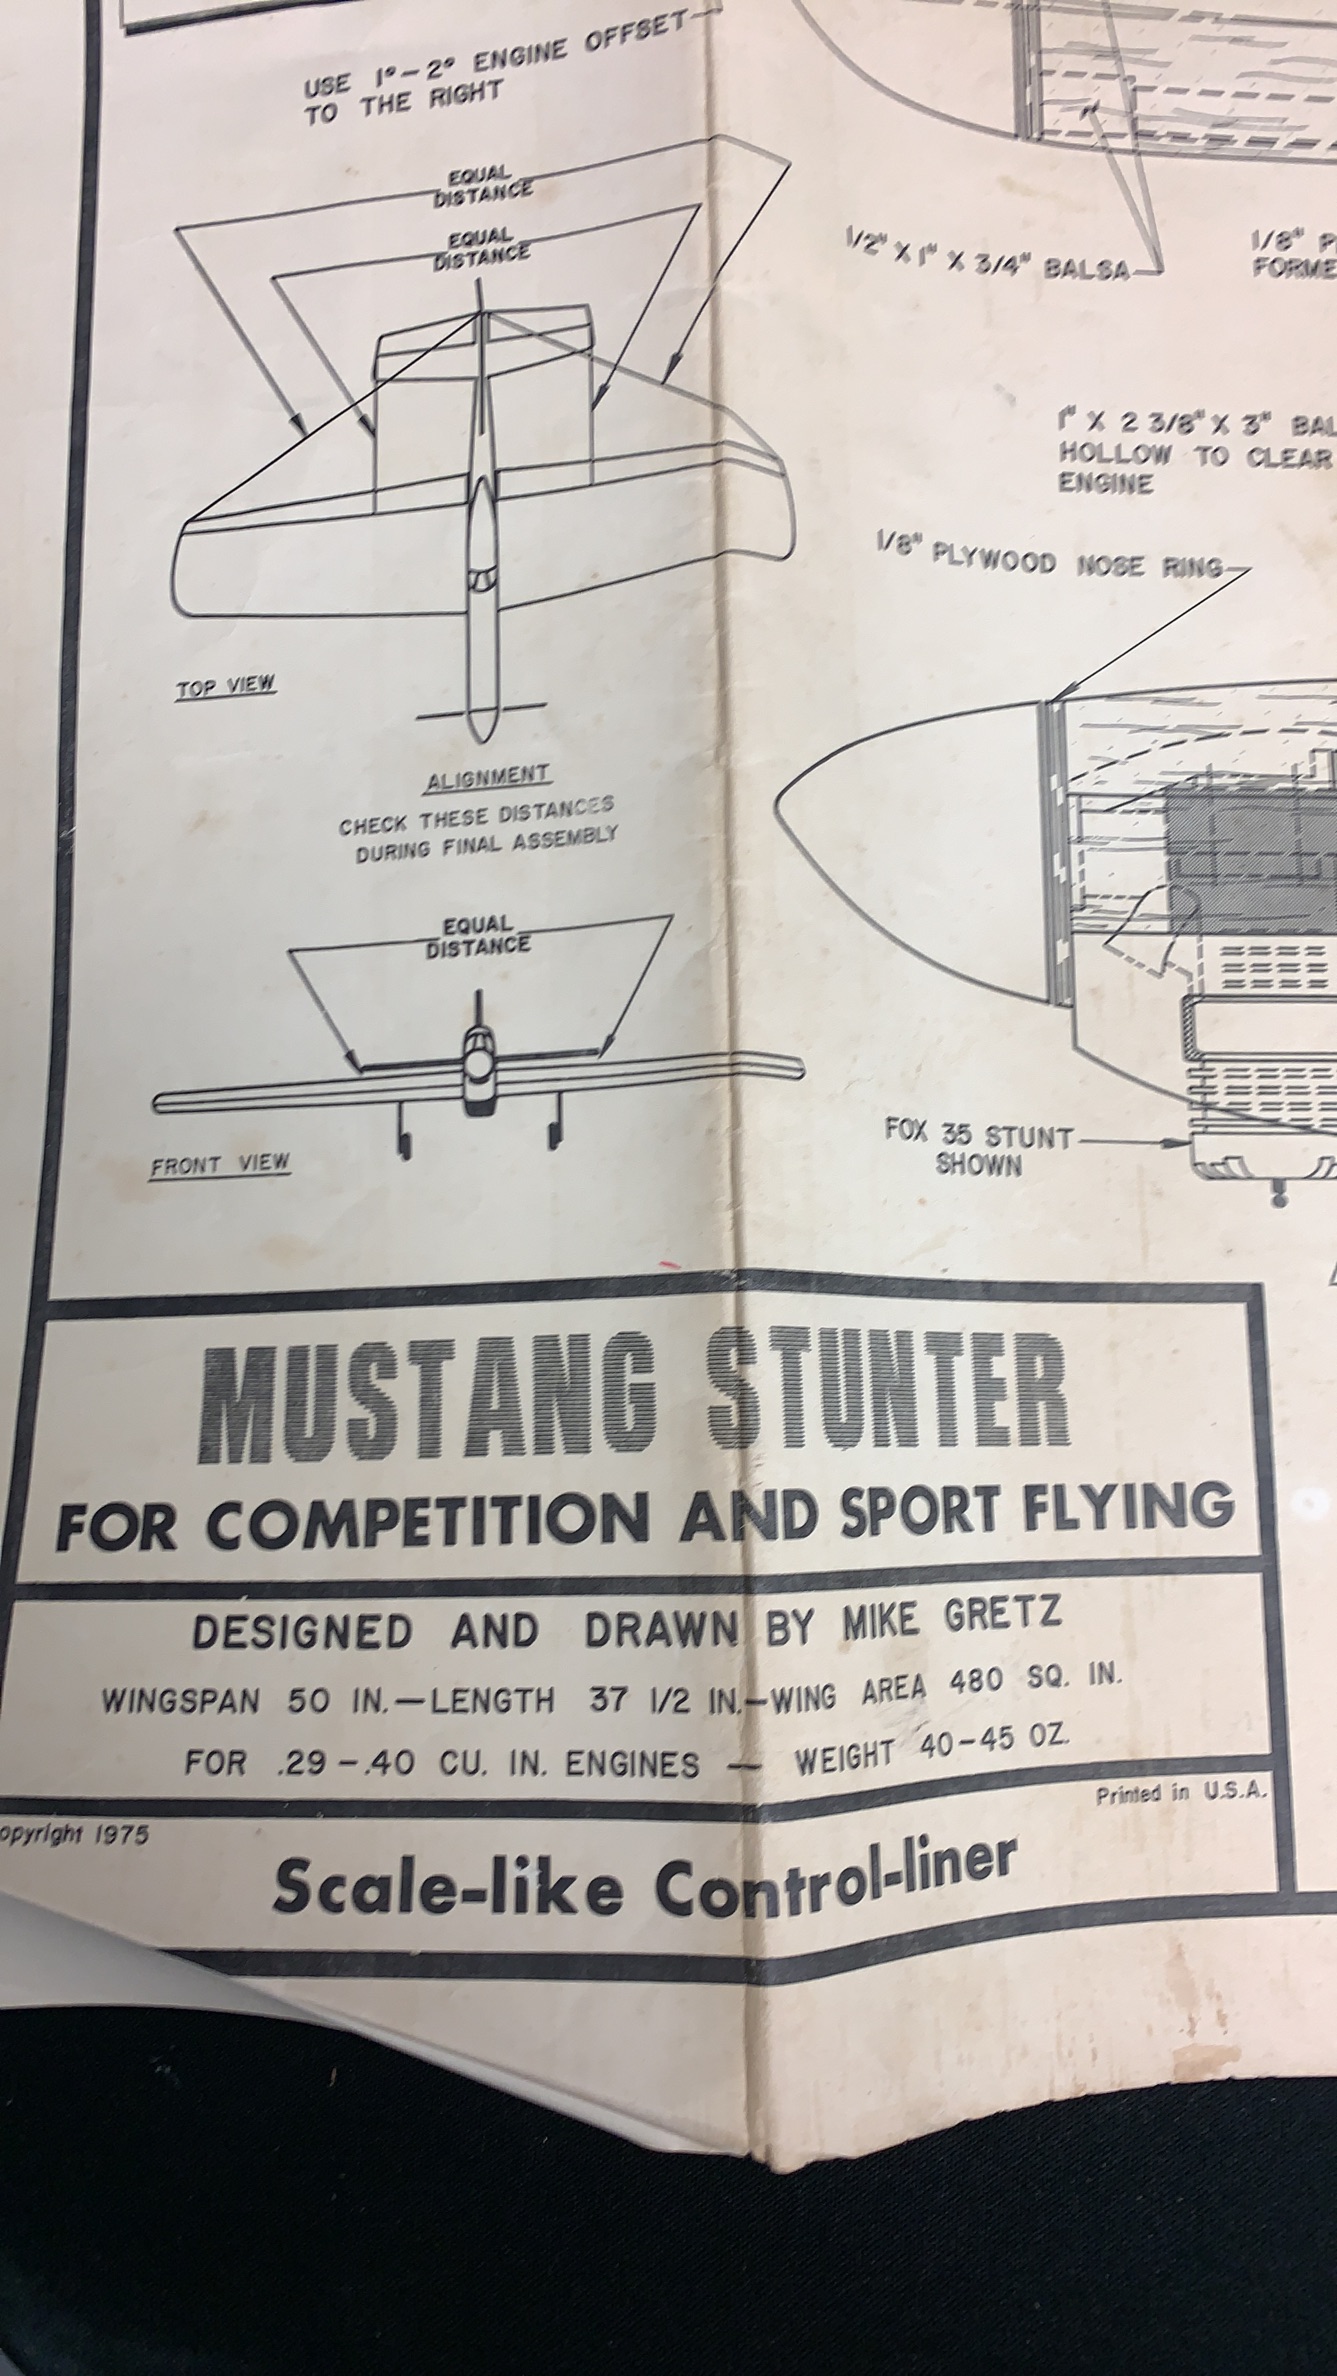 USE 1°-2° ENGINE OFFSET
TO THE RIGHT
EQUAL
DISTANCE
EQUAL
DISTANCE
TOP VIEW
ALIGNMENT
CHECK THESE DISTANCES
DURING FINAL ASSEMBLY
EQUAL
DISTANCE
FRONT VIEW
1/2" X 1" X 3/4" BALSA
1/8"
1" X 2 3/8" X 3"
HOLLOW TO CLEAR
ENGINE
1/8" PLYWOOD NOSE RING
FOX 35 STUNT
SHOWN
MUSTANG STUNTER
FOR COMPETITION AND SPORT FLYING
DESIGNED AND DRAWN BY MIKE GRETZ
WINGSPAN 50 IN.-LENGTH 37 1/2 IN.-WING AREA 480 SQ. IN.
FOR .29-.40 CU. IN. ENGINES - WEIGHT 40-45 OZ.
Printed in U.S.A.
opyright 1975
Scale-like Control-liner